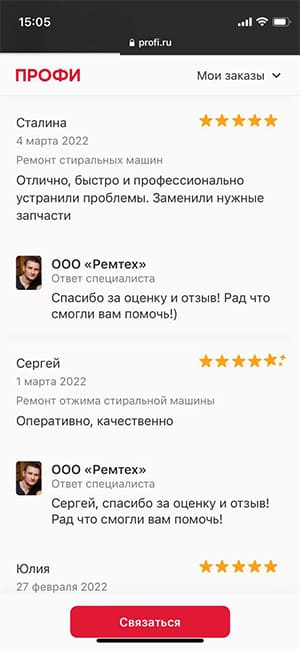 15:05
profi.ru
ПРОФИ
Мои заказы
Сталина
4 марта 2022
Ремонт стиральных машин
Отлично, быстро и профессионально
устранили проблемы. Заменили нужные
запчасти
ООО «Ремтех»
Ответ специалиста
Спасибо за оценку и отзыв! Рад что
смогли вам помочь!)
Сергей
1 марта 2022
Ремонт отжима стиральной машины
Оперативно, качественно
ООО «Ремтех»
Ответ специалиста
Сергей, спасибо за оценку и отзыв!
Рад что смогли вам помочь!
Юлия
27 февраля 2022
Связаться